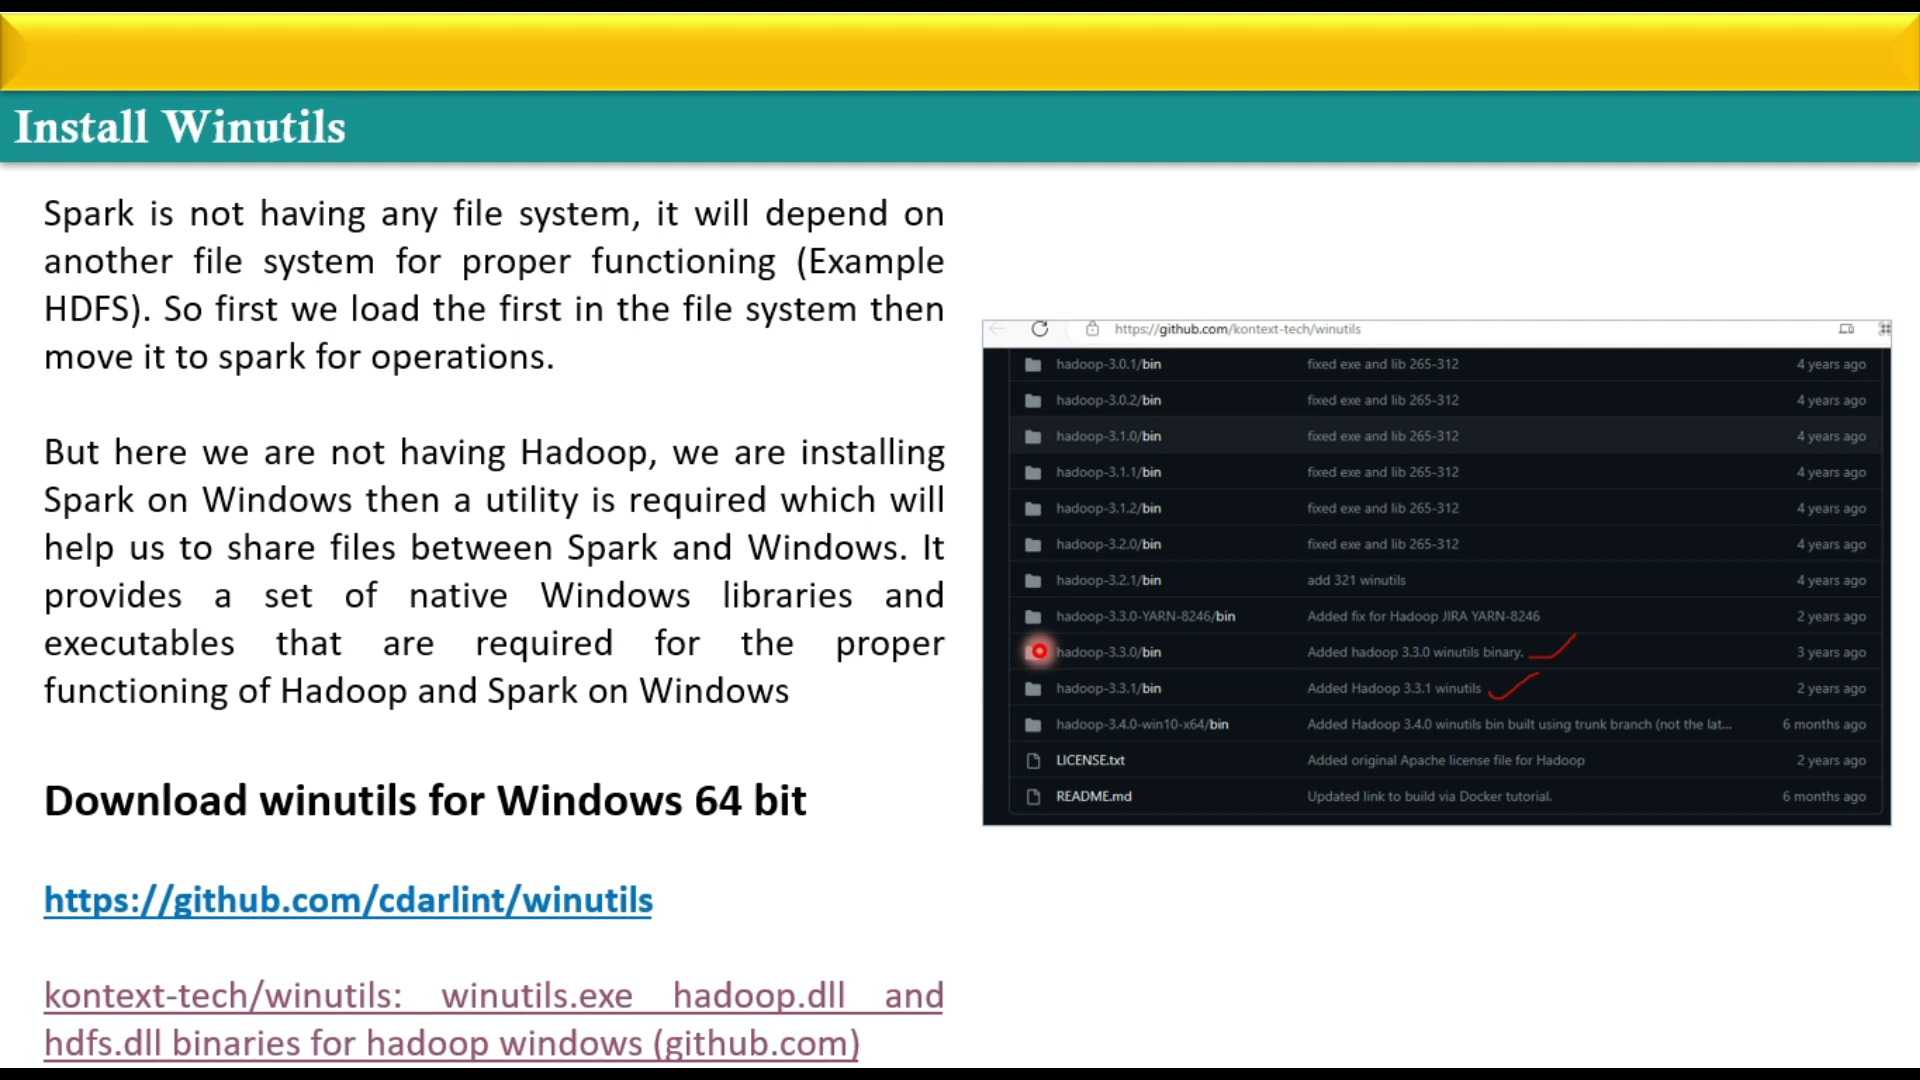 Install Winutils
Spark is not having any file system, it will depend on
another file system for proper functioning (Example
HDFS). So first we load the first in the file system then
move it to spark for operations.
But here we are not having Hadoop, we are installing
Spark on Windows then a utility is required which will
help us to share files between Spark and Windows. It
provides a set of native Windows libraries and
executables that are required for the proper
functioning of Hadoop and Spark on Windows
Download winutils for Windows 64 bit
https://github.com/cdarlint/winutils
kontext-tech/winutils: winutils.exe hadoop.dll and
hdfs.dll binaries for hadoop windows (github.com)
https://github.com/kontext-tech/winutils
hadoop-3.0.1/bin fixed exe and lib 265-312 4 years ago
hadoop-3.0.2/bin fixed exe and lib 265-312 4 years ago
hadoop-3.1.0/bin fixed exe and lib 265-312 4 years ago
hadoop-3.1.1/bin fixed exe and lib 265-312 4 years ago
hadoop-3.1.2/bin fixed exe and lib 265-312 4 years ago
hadoop-3.2.0/bin fixed exe and lib 265-312 4 years ago
hadoop-3.2.1/bin add 321 winutils 4 years ago
hadoop-3.3.0-YARN-8246/bin Added fix for Hadoop JIRA YARN-8246 2 years ago
hadoop-3.3.0/bin Added hadoop 3.3.0 winutils binary. 3 years ago
hadoop-3.3.1/bin Added Hadoop 3.3.1 winutils 2 years ago
hadoop-3.4.0-win10-x64/bin Added Hadoop 3.4.0 winutils bin built using trunk branch (not the lat... 6 months ago
LICENSE.txt Added original Apache license file for Hadoop 2 years ago
README.md Updated link to build via Docker tutorial. 6 months ago